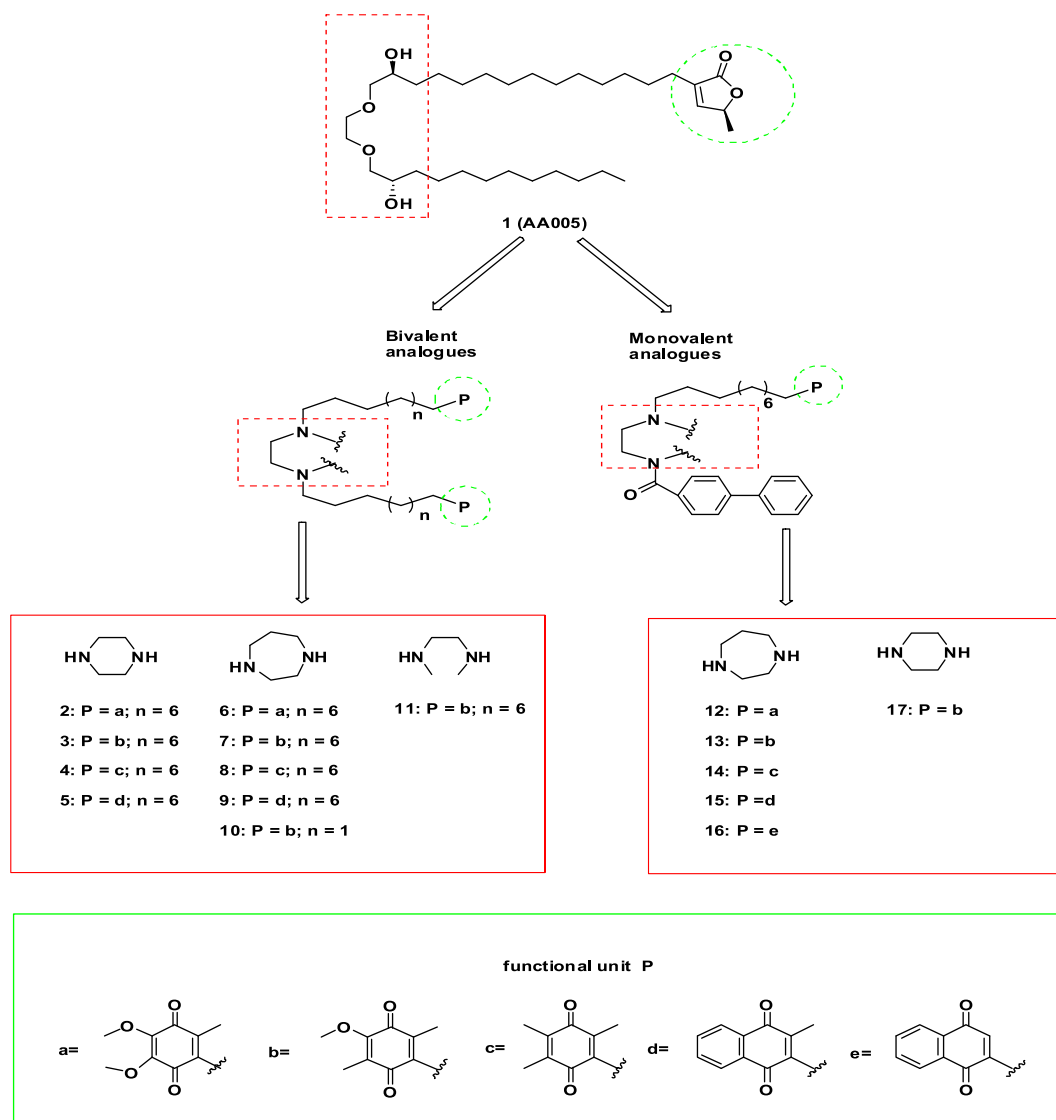 OH
O
O
O
O
OH
1 (AA005)
Bivalent
analogues
Monovalent
analogues
P
n
N
N
n
P
P
6
N
N
O
HN NH
2: P = a; n = 6
3: P = b; n = 6
4: P = c; n = 6
5: P = d; n = 6
N
HN
H
6: P = a; n = 6
7: P = b; n = 6
8: P = c; n = 6
9: P = d; n = 6
10: P = b; n = 1
HN NH
11: P = b; n = 6
NH
HN
12: P = a
13: P =b
14: P = c
15: P =d
16: P = e
HN NH
17: P = b
functional unit P
a=
O
O
O
O
b=
O
O
O
c=
O
O
d=
O
O
e=
O
O